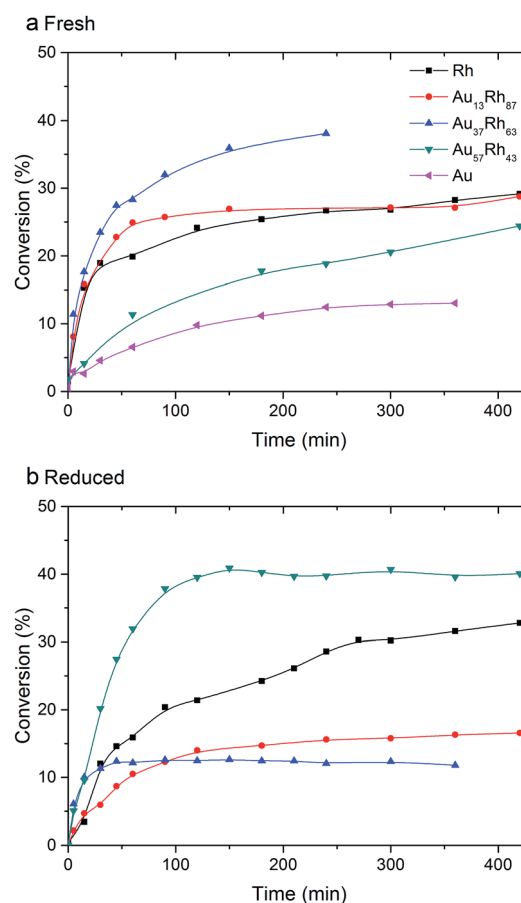 a Fresh
50
40
30
20
10
0
Conversion (%)
Rh
Au₁₃Rh₈₇
Au₃₇Rh₆₃
Au₅₇Rh₄₃
Au
0 100 200 300 400
Time (min)
b Reduced
50
40
30
20
10
0
Conversion (%)
0 100 200 300 400
Time (min)